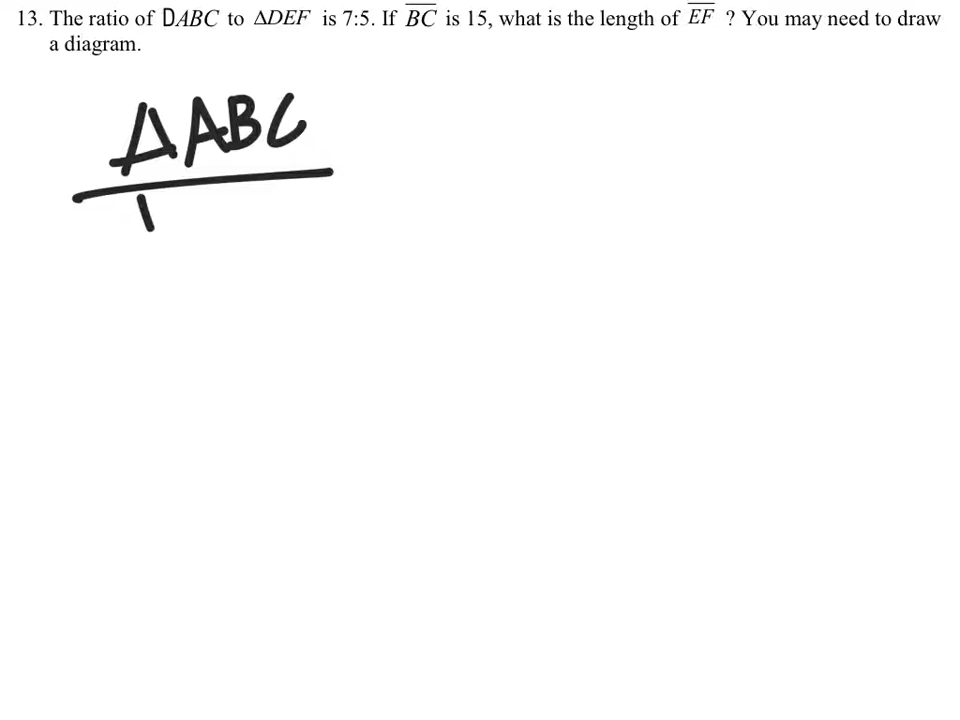 13. The ratio of DABC to ΔDEF is 7:5. If BC is 15, what is the length of EF ? You may need to draw
a diagram.
ΔABC